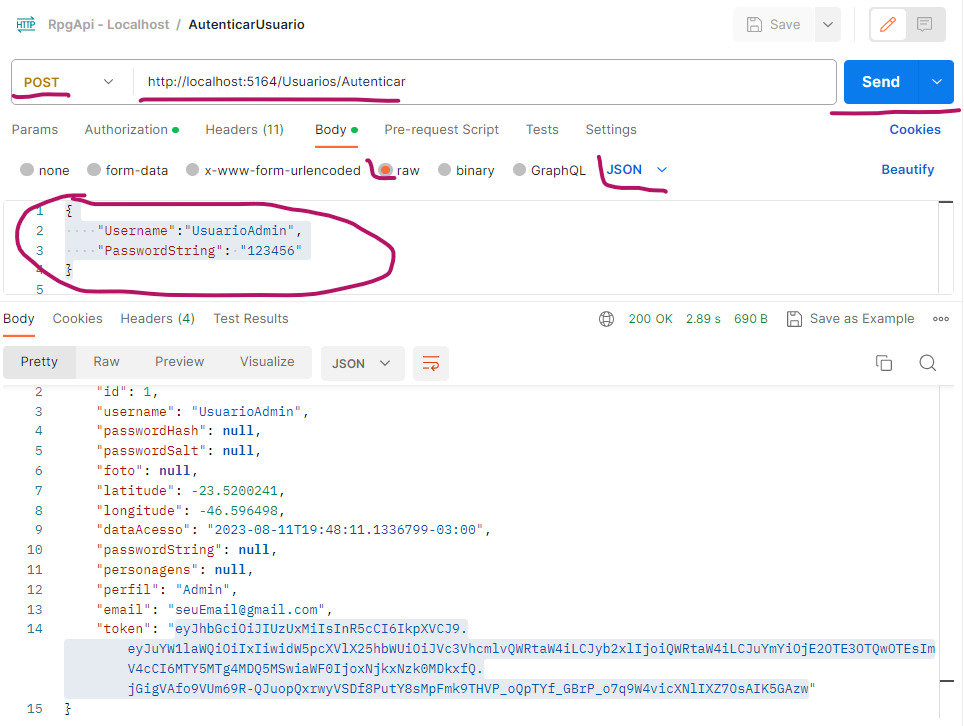 HTTP RpgApi - Localhost / AutenticarUsuario Save
POST http://localhost:5164/Usuarios/Autenticar Send
Params Authorization Headers (11) Body Pre-request Script Tests Settings Cookies
none form-data x-www-form-urlencoded raw binary GraphQL JSON Beautify
1 {
2 ····"Username":"UsuarioAdmin",
3 ····"PasswordString":·"123456"
4 }
5
Body Cookies Headers (4) Test Results 200 OK 2.89 s 690 B Save as Example
Pretty Raw Preview Visualize JSON
2 "id": 1,
3 "username": "UsuarioAdmin",
4 "passwordHash": null,
5 "passwordSalt": null,
6 "foto": null,
7 "latitude": -23.5200241,
8 "longitude": -46.596498,
9 "dataAcesso": "2023-08-11T19:48:11.1336799-03:00",
10 "passwordString": null,
11 "personagens": null,
12 "perfil": "Admin",
13 "email": "seuEmail@gmail.com",
14 "token": "eyJhbGciOiJIUzUxMiIsInR5cCI6IkpXVCJ9.
eyJuYW1laWQiOiIxIiwidW5pcXVlX25hbWUiOiJVc3VhcmlvQWRtaW4iLCJyb2xlIjoiQWRtaW4iLCJuYmYiOjE2OTE3OTQwOTEsIm
V4cCI6MTY5MTg4MDQ5MSwiaWF0IjoxNjkxNzk0MDkxfQ.
jGigVAfo9VUm69R-QJuopQxrwyVSDf8PutY8sMpFmk9THVP_oQpTYf_GBrP_o7q9W4vicXNlIXZ7OsAIK5GAzw"
15 }